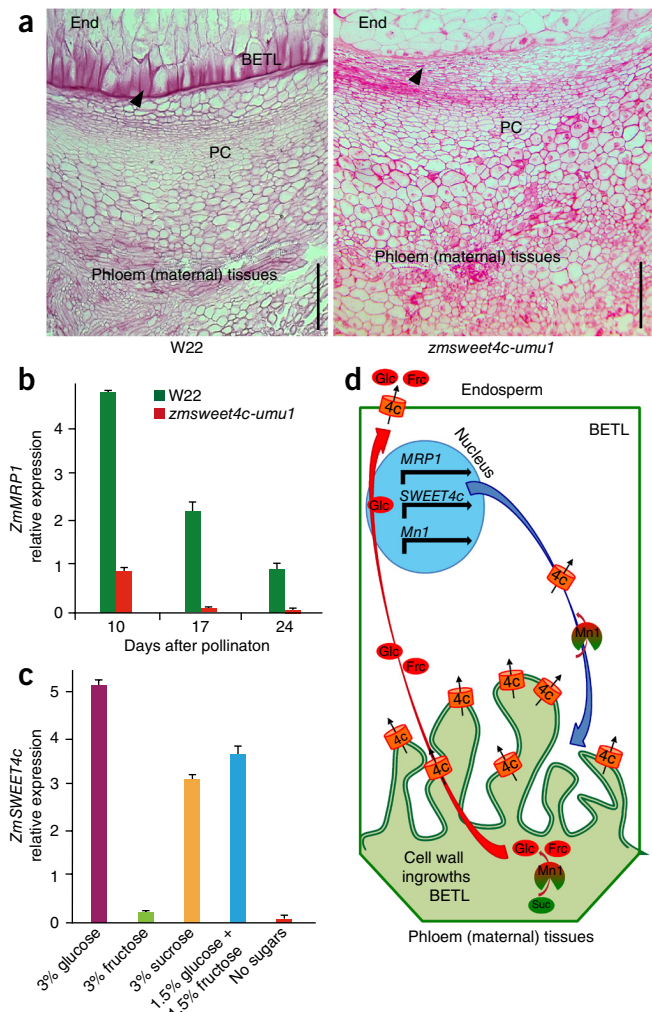 a
End
BETL
PC
Phloem (maternal) tissues
W22
End
PC
Phloem (maternal) tissues
zmsweet4c-umu1
b
ZmMRP1
relative expression
4
3
2
1
0
W22
zmsweet4c-umu1
10 17 24
Days after pollinaton
c
ZmSWEET4c
relative expression
5
4
3
2
1
0
3% glucose
3% fructose
3% sucrose
1.5% glucose +
1.5% fructose
No sugars
d
Glc Frc
4c
Endosperm
BETL
Nucleus
MRP1
SWEET4c
Glc
Mn1
4c
Mn1
Glc
Frc
4c
4c
4c
4c
4c
4c
4c
Cell wall
ingrowths
BETL
Glc Frc
Mn1
Suc
Phloem (maternal) tissues